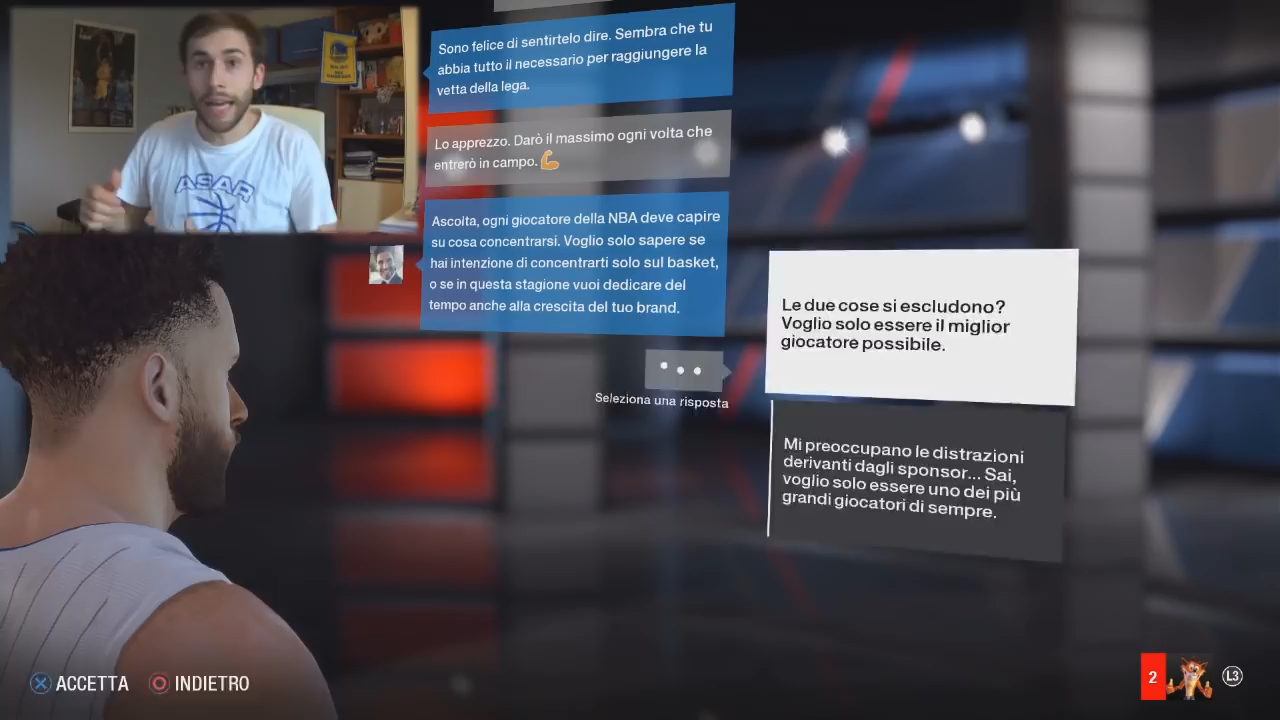 Sono felice di sentirtelo dire. Sembra che tu
abbia tutto il necessario per raggiungere la
vetta della lega.
Lo apprezzo. Darò il massimo ogni volta che
entrerò in campo. 💪
Ascolta, ogni giocatore della NBA deve capire
su cosa concentrarsi. Voglio solo sapere se
hai intenzione di concentrarti solo sul basket,
o se in questa stagione vuoi dedicare del
tempo anche alla crescita del tuo brand.
Seleziona una risposta
Le due cose si escludono?
Voglio solo essere il miglior
giocatore possibile.
Mi preoccupano le distrazioni
derivanti dagli sponsor... Sai,
voglio solo essere uno dei più
grandi giocatori di sempre.
ASAR
ACCETTA
INDIETRO
2
L3